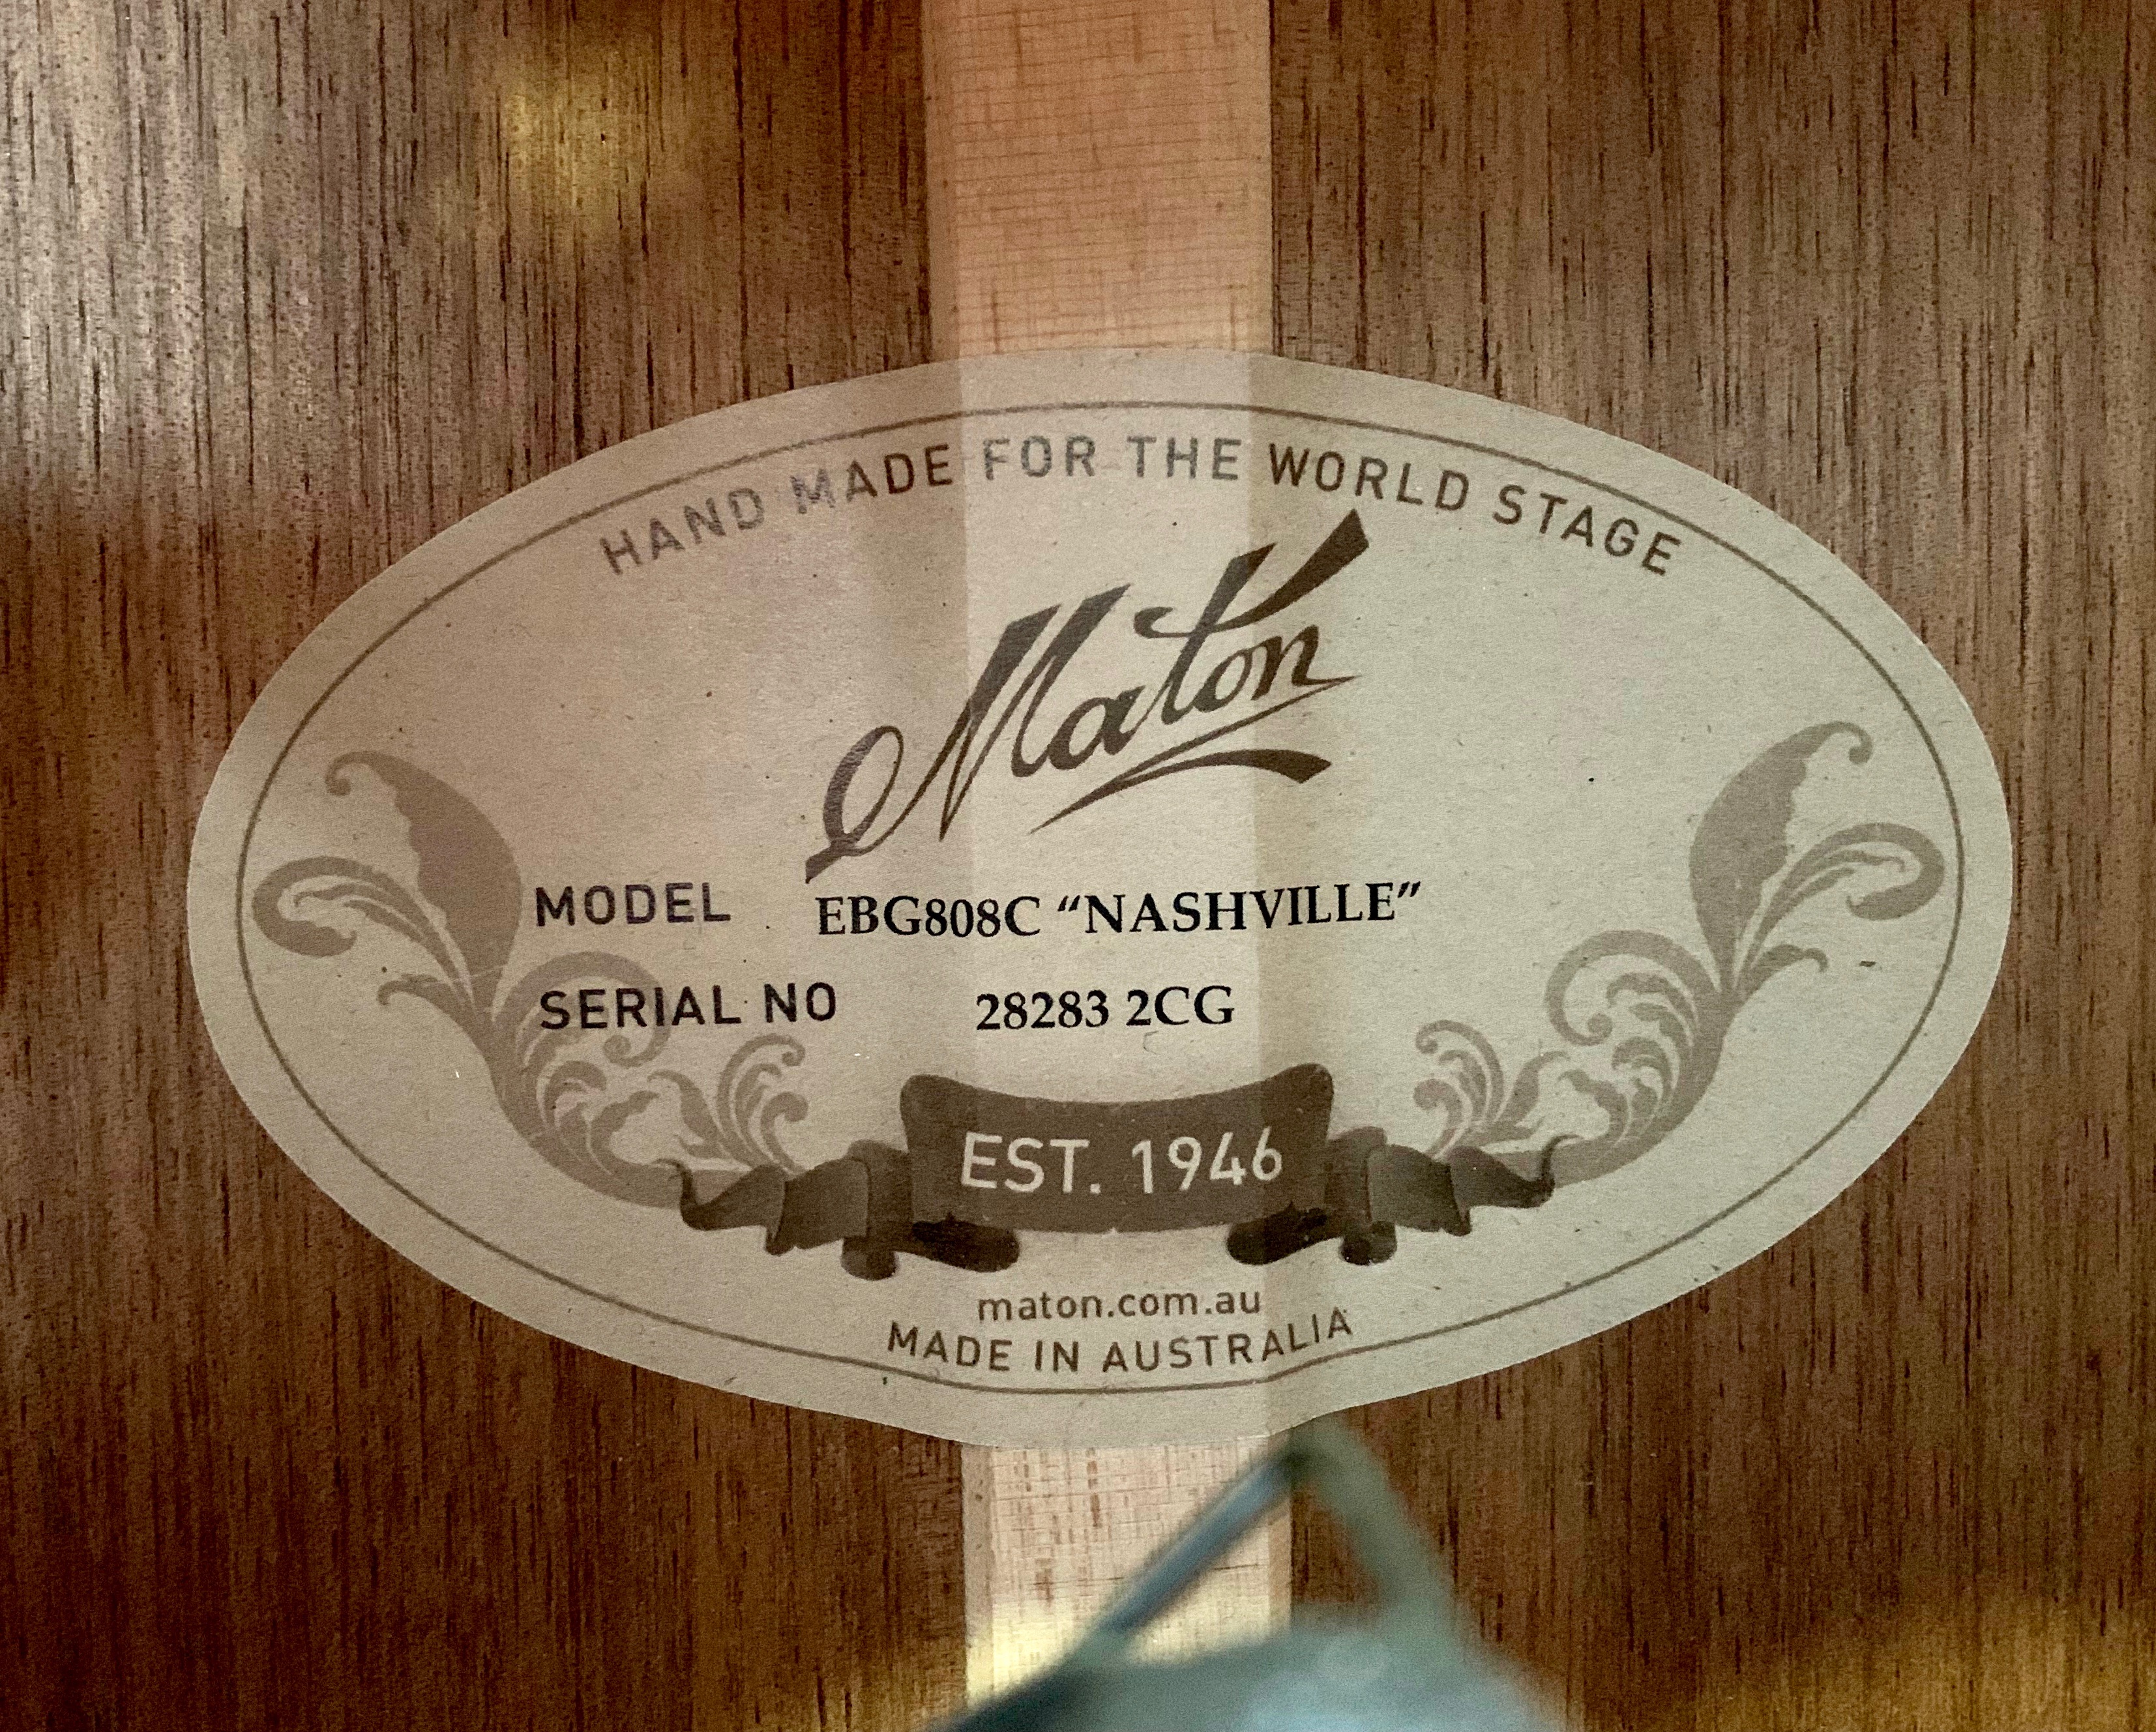 HAND MADE FOR THE WORLD STAGE
Maton
MODEL EBG808C “NASHVILLE”
SERIAL NO 28283 2CG
EST. 1946
maton.com.au
MADE IN AUSTRALIA